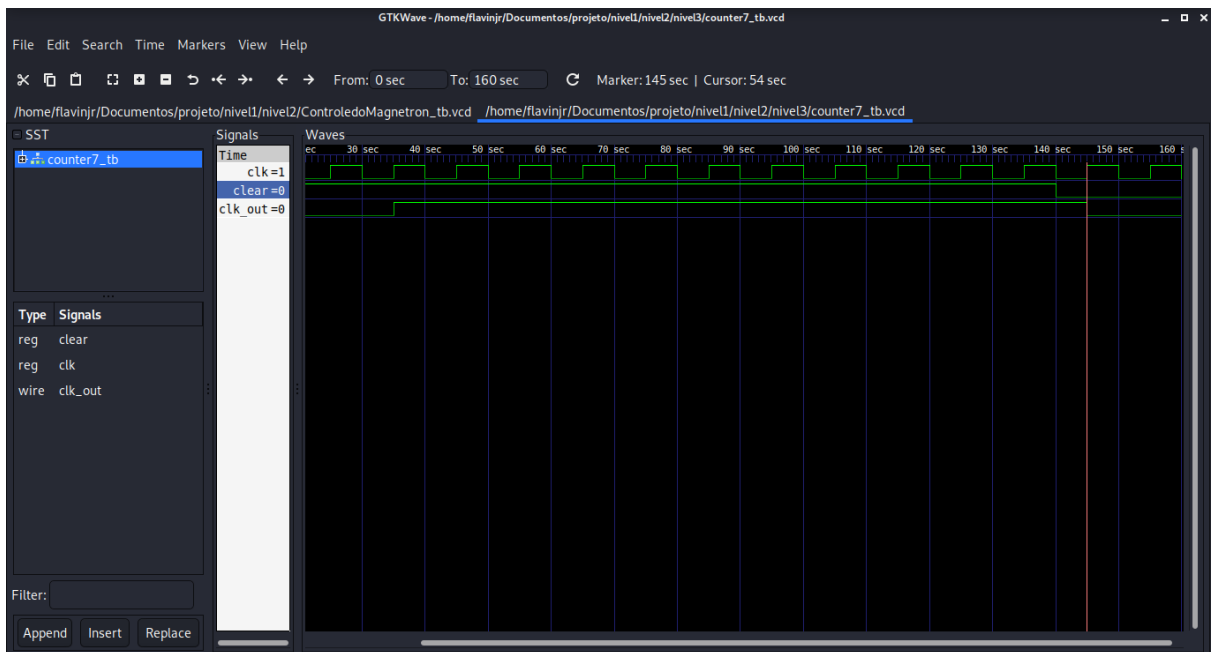 GTKWave - /home/flavinjr/Documentos/projeto/nivel1/nivel2/nivel3/counter7_tb.vcd
File Edit Search Time Markers View Help
From: 0 sec To: 160 sec Marker: 145 sec | Cursor: 54 sec
/home/flavinjr/Documentos/projeto/nivel1/nivel2/ControledoMagnetron_tb.vcd /home/flavinjr/Documentos/projeto/nivel1/nivel2/nivel3/counter7_tb.vcd
SST
counter7_tb
Type Signals
reg clear
reg clk
wire clk_out
Filter:
Append Insert Replace
Signals
Time
clk =1
clear =0
clk_out =0
Waves
ec 30 sec 40 sec 50 sec 60 sec 70 sec 80 sec 90 sec 100 sec 110 sec 120 sec 130 sec 140 sec 150 sec 160 s